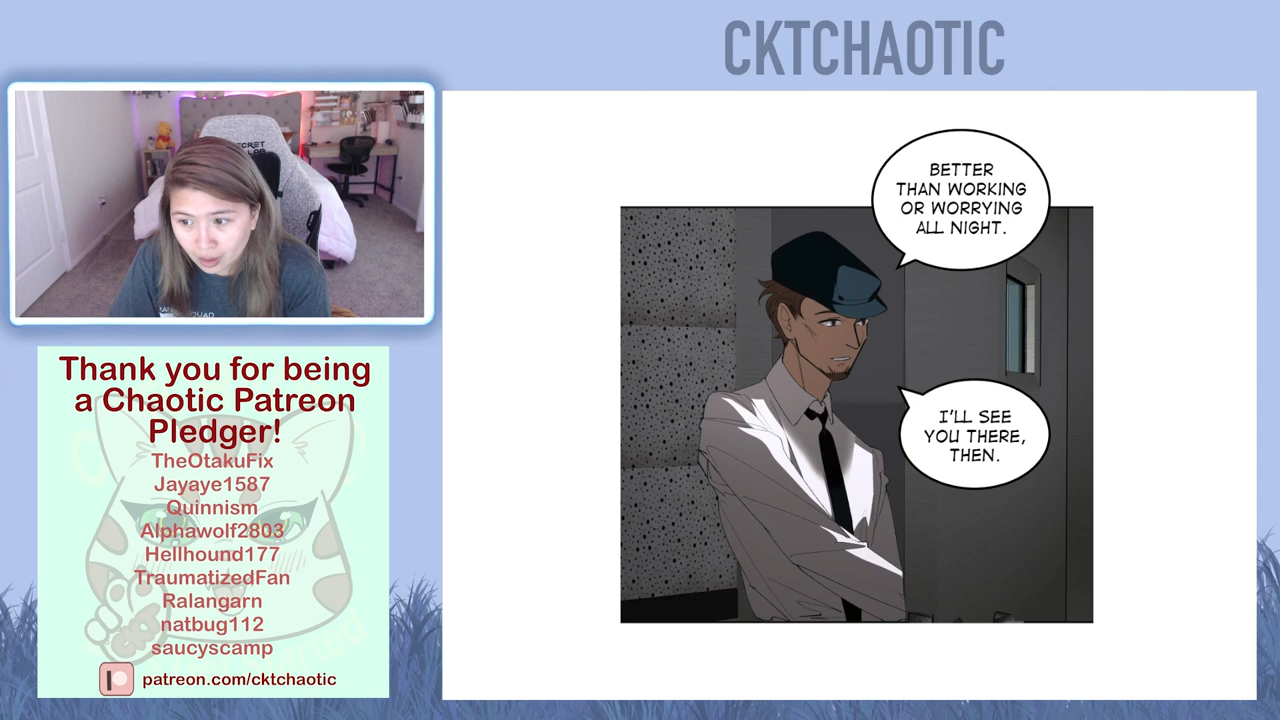 CKTCHAOTIC
BETTER
THAN WORKING
OR WORRYING
ALL NIGHT.
I'LL SEE
YOU THERE,
THEN.
Thank you for being
a Chaotic Patreon
Pledger!
TheOtakuFix
Jayaye1587
Quinnism
Alphawolf2803
Hellhound177
TraumatizedFan
Ralangarn
natbug112
saucyscamp
patreon.com/cktchaotic